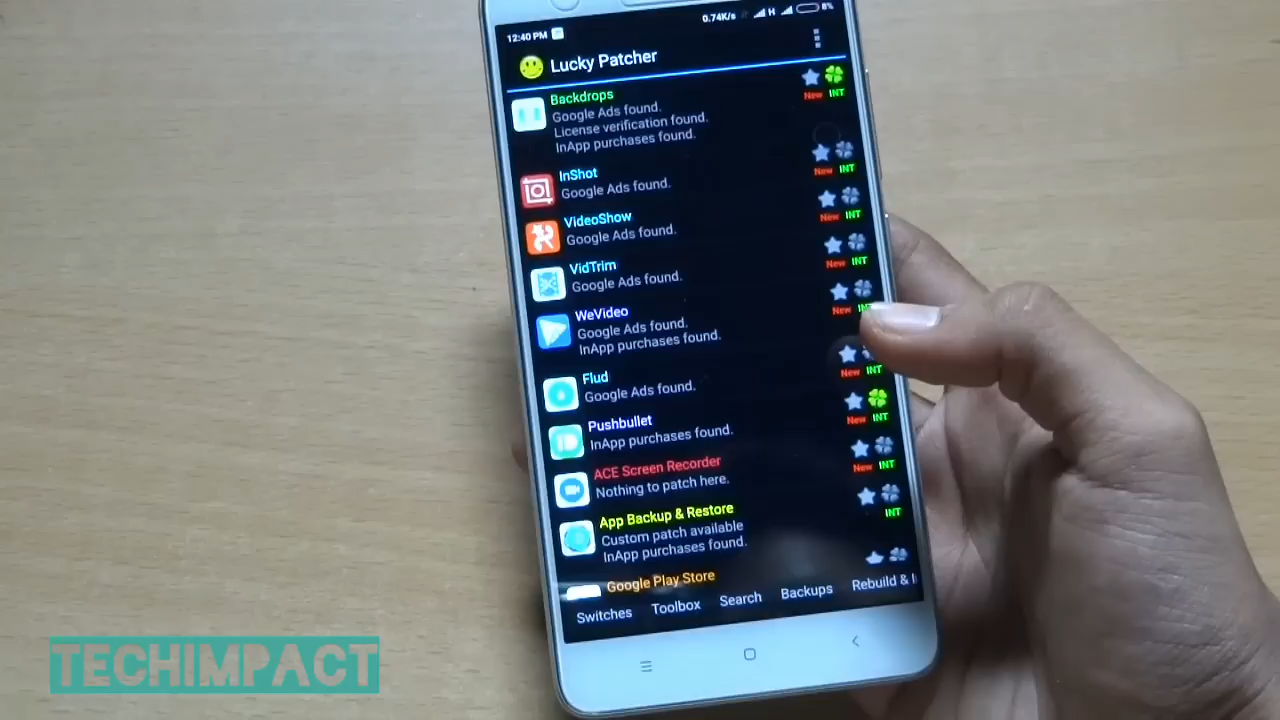 12:40 PM
0.74K/s
H
8%
Lucky Patcher
Backdrops
Google Ads found.
License verification found.
InApp purchases found.
New INT
InShot
Google Ads found.
New INT
VideoShow
Google Ads found.
New INT
VidTrim
Google Ads found.
New INT
WeVideo
Google Ads found.
InApp purchases found.
New INT
Flud
Google Ads found.
New INT
Pushbullet
InApp purchases found.
New INT
ACE Screen Recorder
Nothing to patch here.
New INT
App Backup & Restore
Custom patch available
InApp purchases found.
INT
Google Play Store
Switches Toolbox Search Backups Rebuild & I
TECHIMPACT